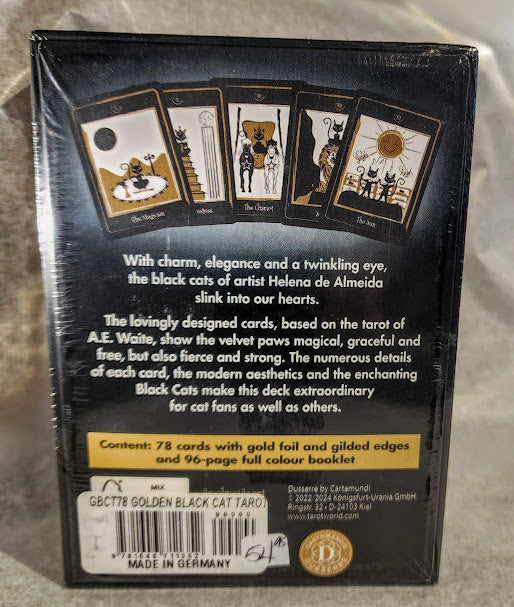 The Magician
The Chariot
The Sun
With charm, elegance and a twinkling eye,
the black cats of artist Helena de Almeida
slink into our hearts.
The lovingly designed cards, based on the tarot of
A.E. Waite, show the velvet paws magical, graceful and
free, but also fierce and strong. The numerous details
of each card, the modern aesthetics and the enchanting
Black Cats make this deck extraordinary
for cat fans as well as others.
Content: 78 cards with gold foil and gilded edges
and 96-page full colour booklet
MIX
Dusserre by Cartamundi
© 2022-2024 Königsfurt-Urania GmbH
Ringstr. 32 • D-24103 Kiel
www.tarotworld.com
GBCT78 GOLDEN BLACK CAT TAROT
90000
54.95
MADE IN GERMANY
CARTOMANCIE
D
DUSSERRE